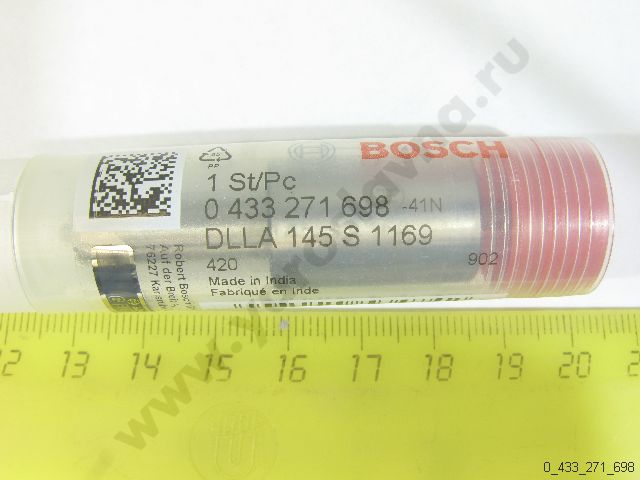 BOSCH
PP
1 St/Pc
0 433 271 698 -41N
DLLA 145 S 1169
420
902
Made in India
Fabriqué en Inde
Robert Bosch
Auf der Breit
76227
12 13 14 15 16 17 18 19 20
0_433_271_698